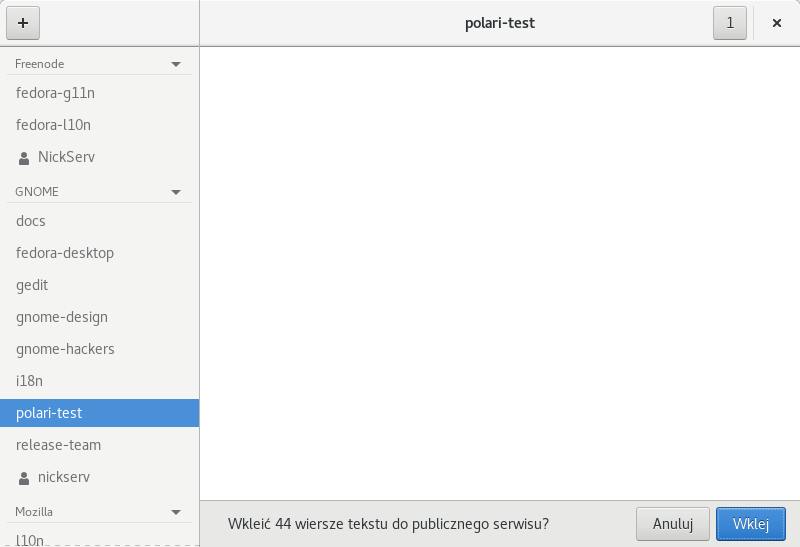 +
polari-test
1
×
Freenode
fedora-g11n
fedora-l10n
NickServ
GNOME
docs
fedora-desktop
gedit
gnome-design
gnome-hackers
i18n
polari-test
release-team
nickserv
Mozilla
l10n
Wkleić 44 wiersze tekstu do publicznego serwisu?
Anuluj
Wklej